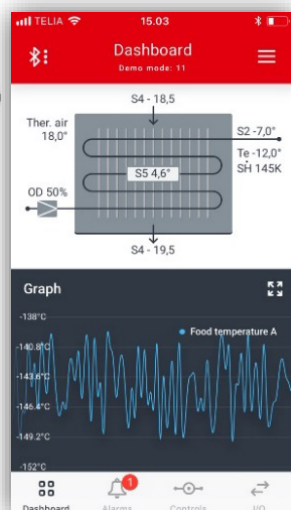 TELIA 15.03
Dashboard
Demo mode: 11
S4 - 18,5
Ther. air
18,0°
S2 -7,0°
Te -12,0°
SH 145K
S5 4,6°
OD 50%
S4 - 19,5
Graph
-138°C
Food temperature A
-140.8°C
-143.6°C
-146.4°C
-149.2°C
-152°C
1
Dashboard Alarms Controls I/O